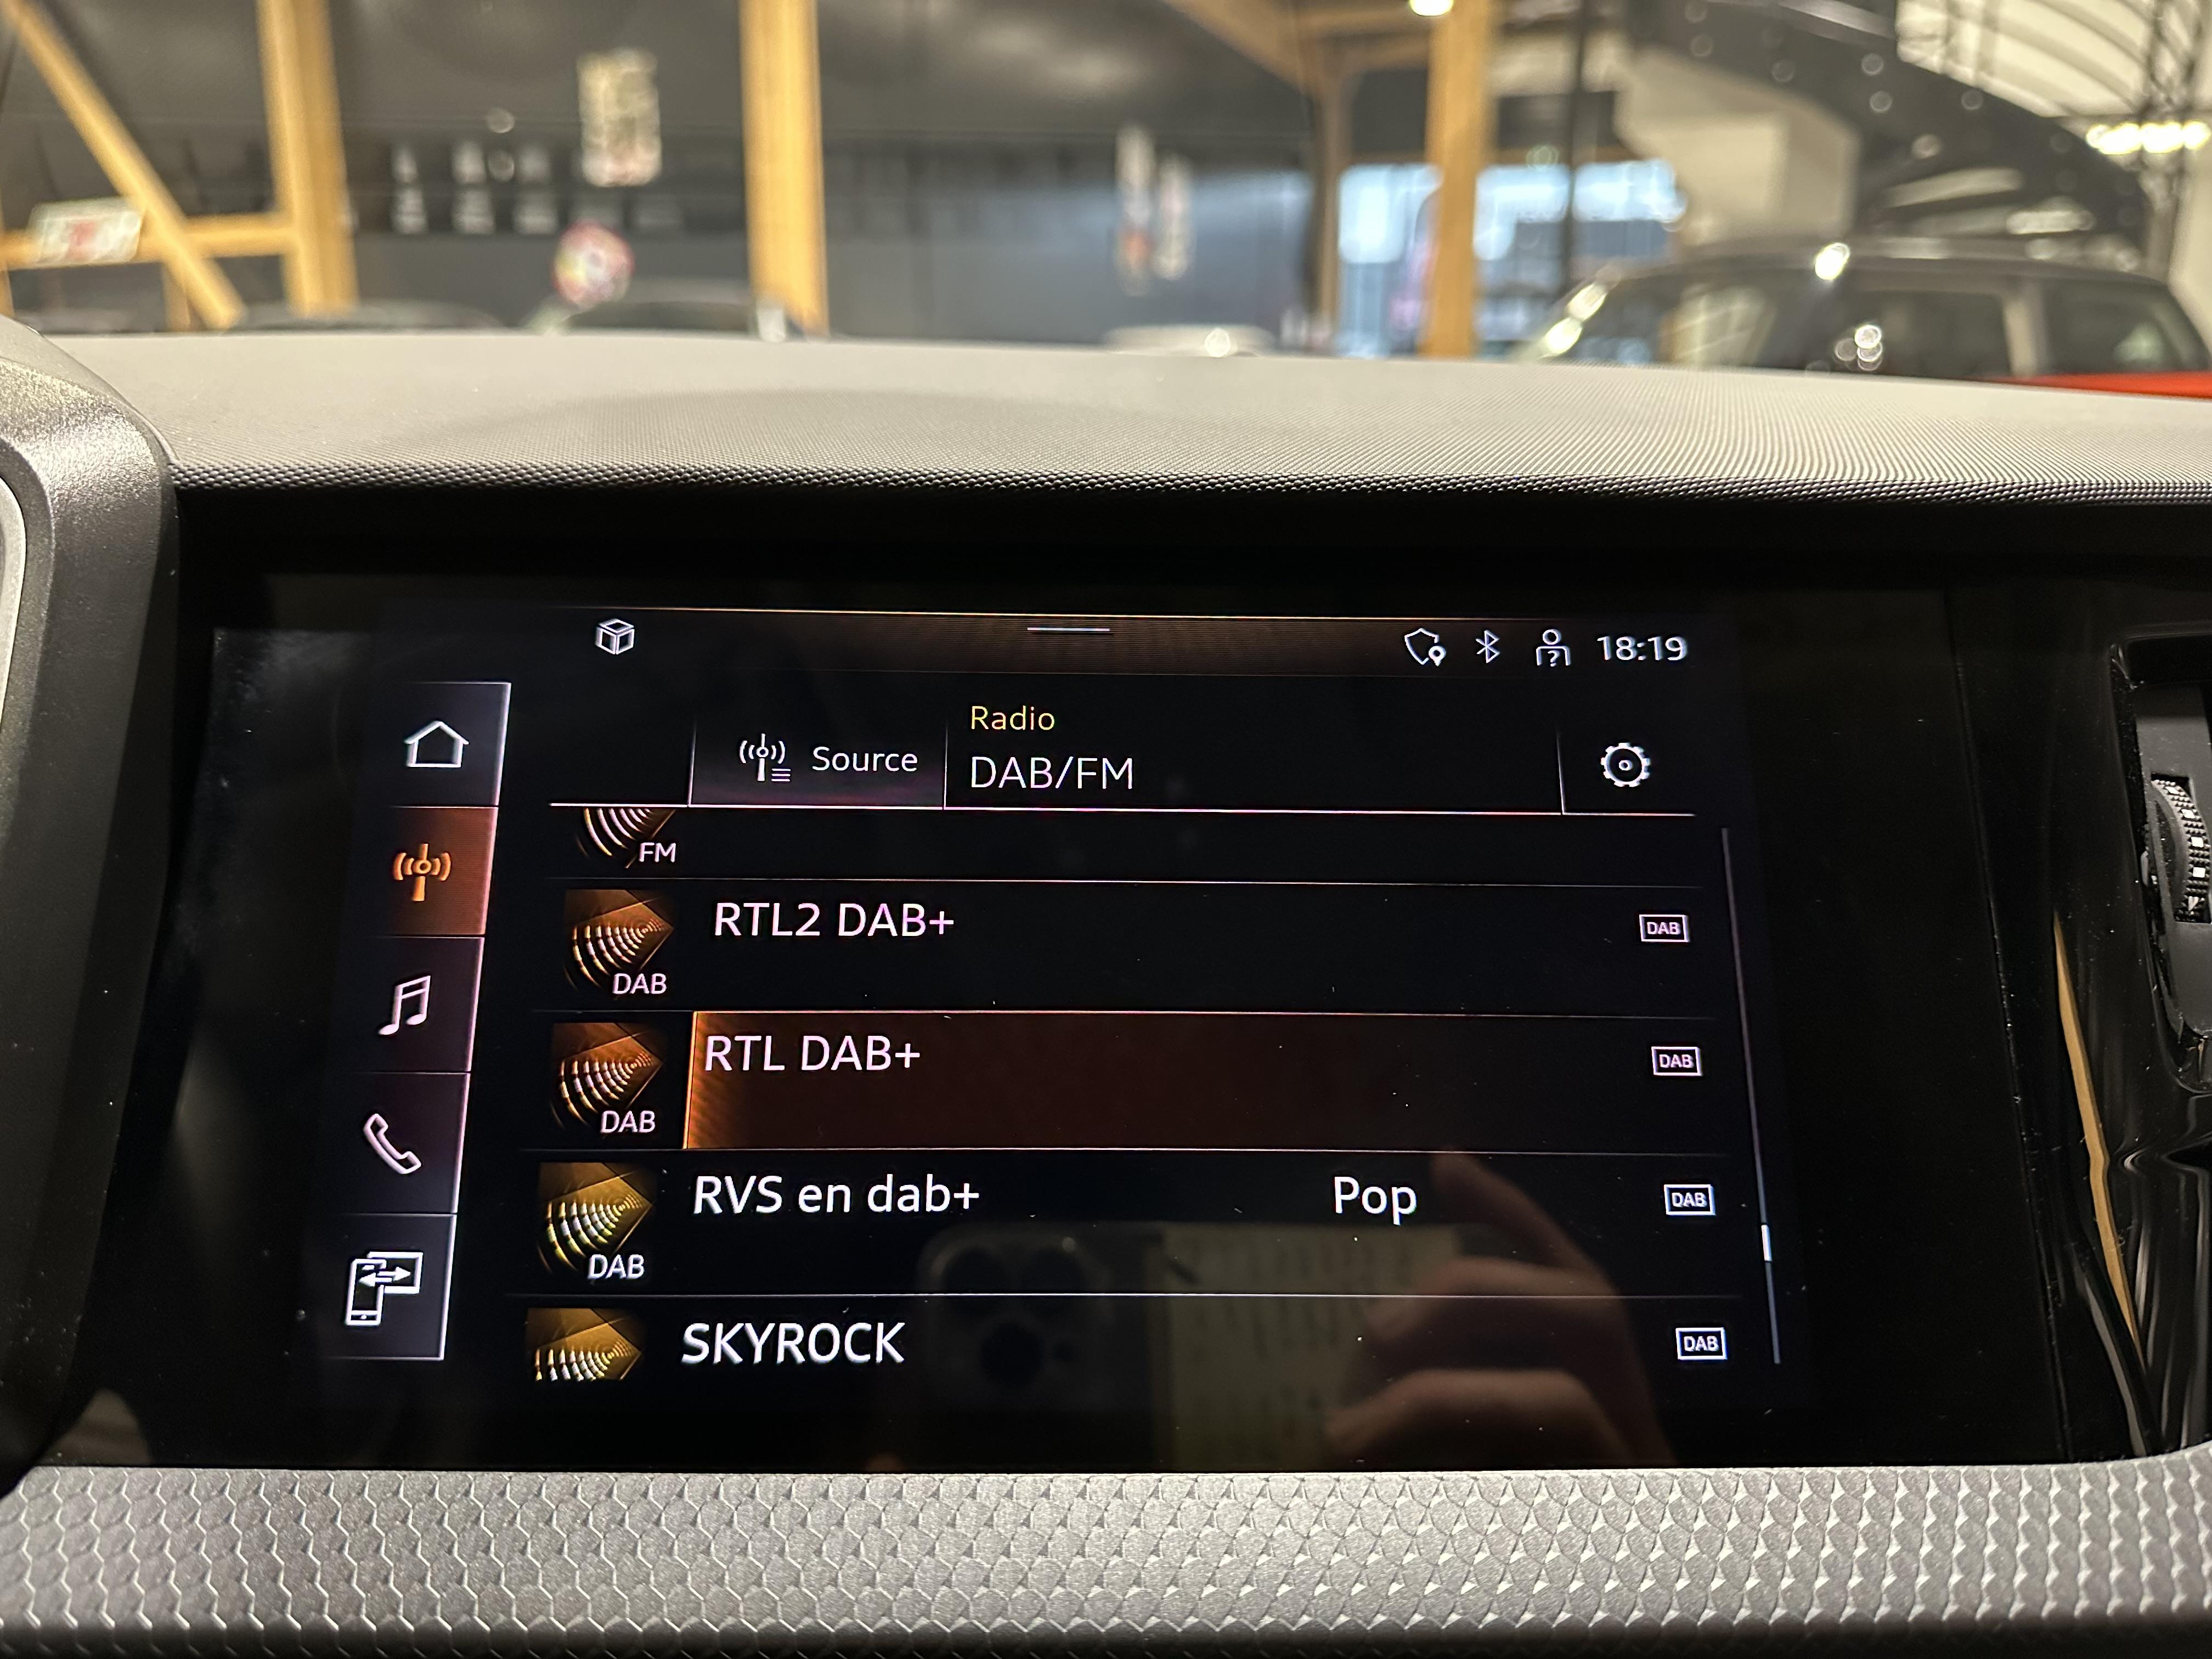 18:19
Source
Radio
DAB/FM
FM
RTL2 DAB+
DAB
DAB
RTL DAB+
DAB
DAB
RVS en dab+
Pop
DAB
DAB
SKYROCK
DAB